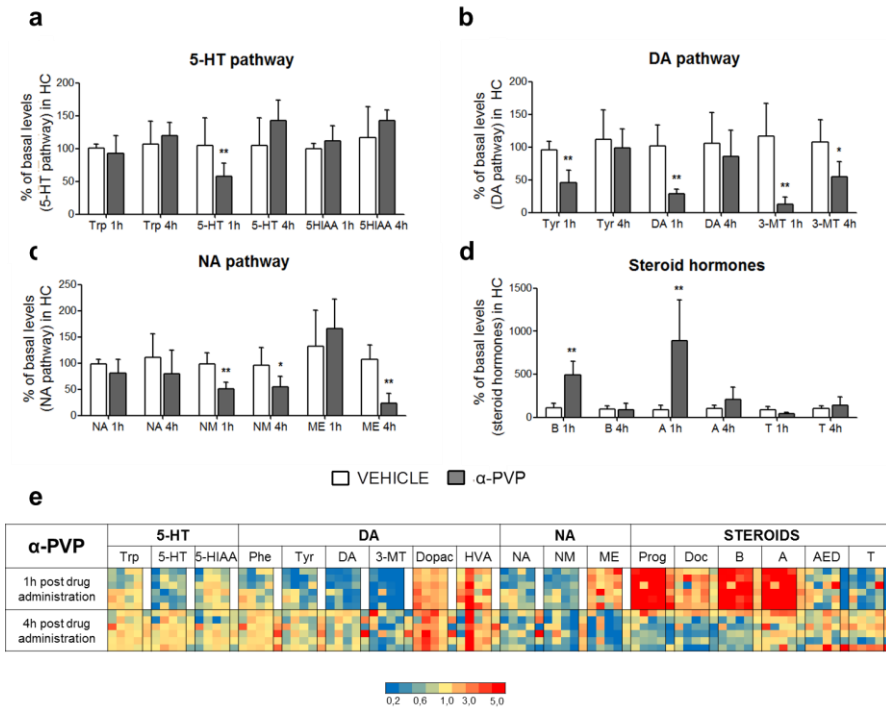 a
5-HT pathway
% of basal levels
(5-HT pathway) in HC
200
150
100
50
0
Trp 1h Trp 4h 5-HT 1h 5-HT 4h 5HIAA 1h 5HIAA 4h
**
b
DA pathway
% of basal levels
(DA pathway) in HC
200
150
100
50
0
Tyr 1h Tyr 4h DA 1h DA 4h 3-MT 1h 3-MT 4h
** ** ** *
c
NA pathway
% of basal levels
(NA pathway) in HC
250
200
150
100
50
0
NA 1h NA 4h NM 1h NM 4h ME 1h ME 4h
** * **
d
Steroid hormones
% of basal levels
(steroid hormones) in HC
1500
1000
500
0
B 1h B 4h A 1h A 4h T 1h T 4h
** **
VEHICLE α-PVP
e
α-PVP 5-HT DA NA STEROIDS
Trp 5-HT 5-HIAA Phe Tyr DA 3-MT Dopac HVA NA NM ME Prog Doc B A AED T
1h post drug
administration
4h post drug
administration
0,2 0,6 1,0 3,0 5,0